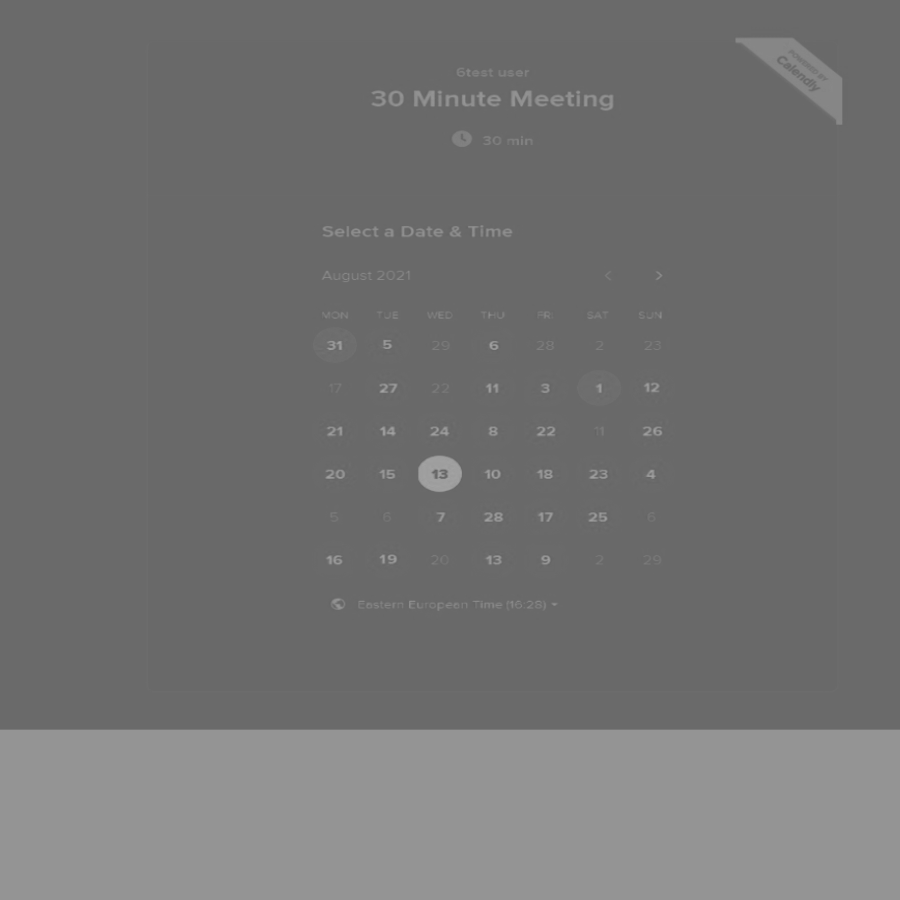 POWERED BY
Calendly
6test user
30 Minute Meeting
30 min
Select a Date & Time
August 2021
MON TUE WED THU FRI SAT SUN
31 5 29 6 28 2 23
17 27 22 11 3 1 12
21 14 24 8 22 11 26
20 15 13 10 18 23 4
5 6 7 28 17 25 6
16 19 20 13 9 2 29
Eastern European Time (16:28)